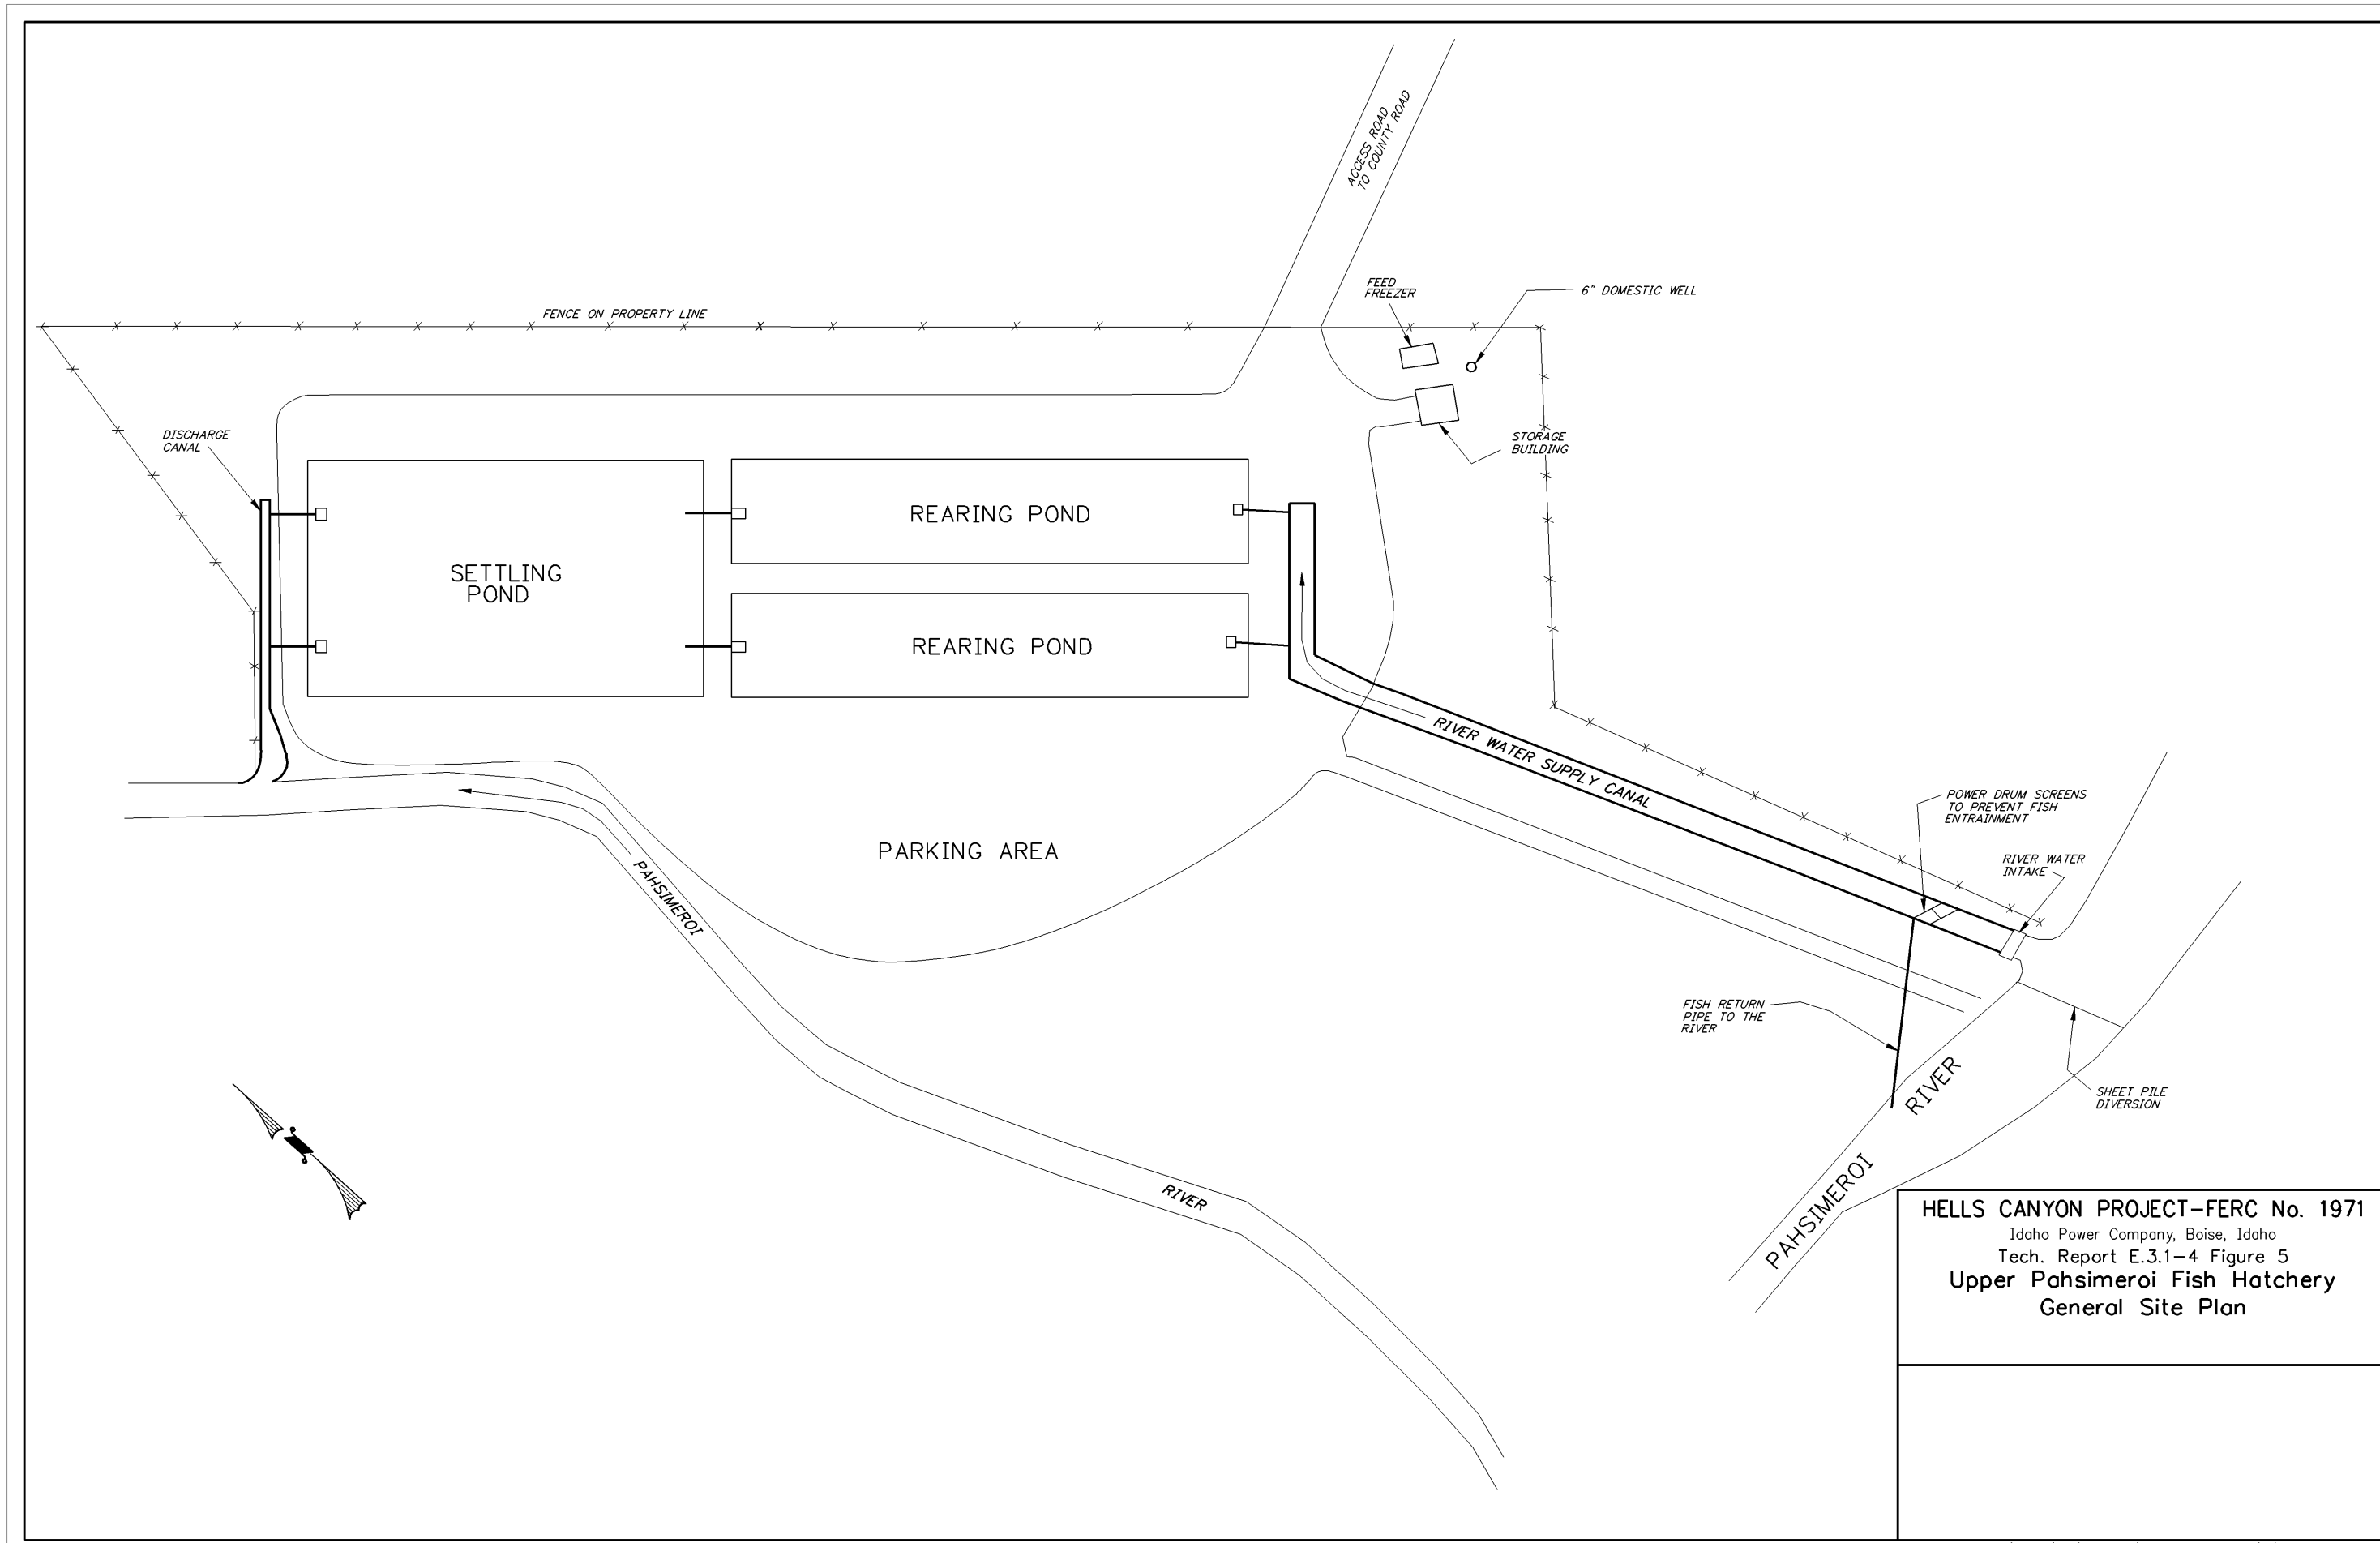 ACCESS ROAD
TO COUNTY ROAD
FEED
FREEZER
6" DOMESTIC WELL
FENCE ON PROPERTY LINE
DISCHARGE
CANAL
STORAGE
BUILDING
REARING POND
SETTLING
POND
REARING POND
RIVER WATER SUPPLY CANAL
POWER DRUM SCREENS
TO PREVENT FISH
ENTRAINMENT
RIVER WATER
INTAKE
PARKING AREA
PAHSIMEROI
RIVER
FISH RETURN
PIPE TO THE
RIVER
SHEET PILE
DIVERSION
PAHSIMEROI RIVER
HELLS CANYON PROJECT-FERC No. 1971
Idaho Power Company, Boise, Idaho
Tech. Report E.3.1-4 Figure 5
Upper Pahsimeroi Fish Hatchery
General Site Plan